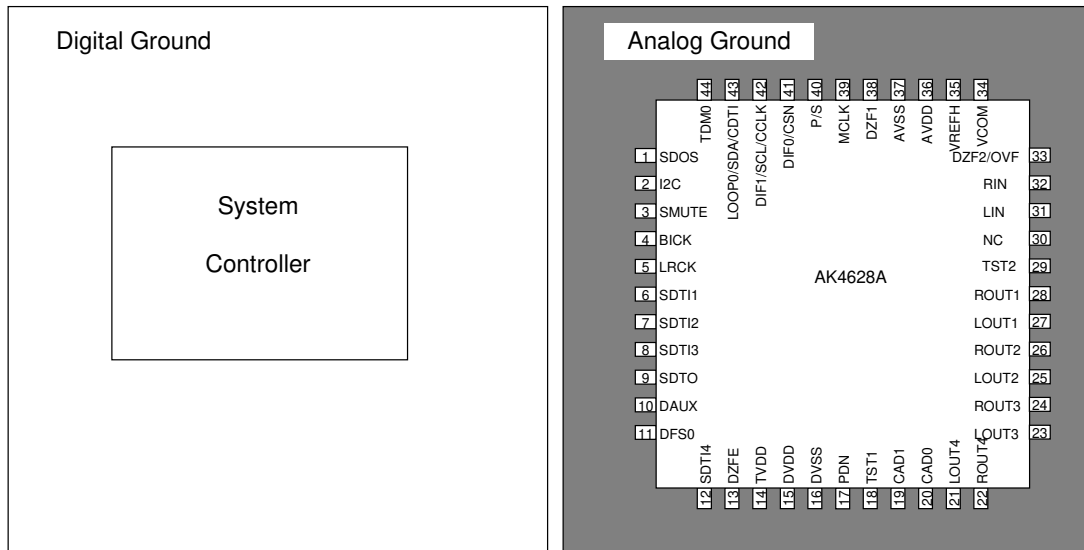 Digital Ground
System
Controller
Analog Ground
44 43 42 41 40 39 38 37 36 35 34
TDM0
LOOP0/SDA/CDTI
DIF1/SCL/CCLK
DIF0/CSN
P/S
MCLK
DZF1
AVSS
AVDD
VREFH
VCOM
1 SDOS
2 I2C
3 SMUTE
4 BICK
5 LRCK
6 SDTI1
7 SDTI2
8 SDTI3
9 SDTO
10 DAUX
11 DFS0
AK4628A
DZF2/OVF 33
RIN 32
LIN 31
NC 30
TST2 29
ROUT1 28
LOUT1 27
ROUT2 26
LOUT2 25
ROUT3 24
LOUT3 23
SDTI4
DZFE
TVDD
DVDD
DVSS
PDN
TST1
CAD1
CAD0
LOUT4
ROUT4
12 13 14 15 16 17 18 19 20 21 22